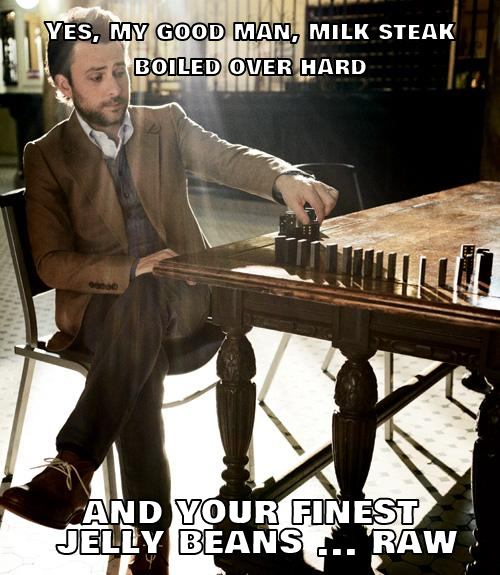 Yes, my good man, milk steak
boiled over hard
and your finest
jelly beans ... raw